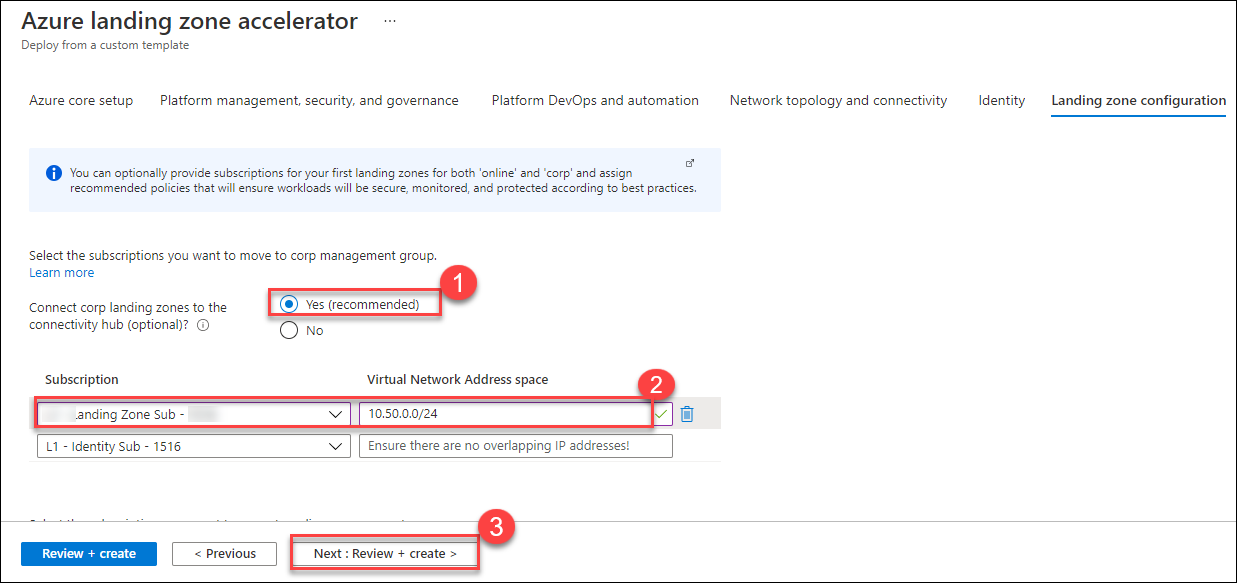 Azure landing zone accelerator ...
Deploy from a custom template
Azure core setup Platform management, security, and governance Platform DevOps and automation Network topology and connectivity Identity Landing zone configuration
You can optionally provide subscriptions for your first landing zones for both 'online' and 'corp' and assign
recommended policies that will ensure workloads will be secure, monitored, and protected according to best practices.
Select the subscriptions you want to move to corp management group.
Learn more
1
Connect corp landing zones to the
connectivity hub (optional)?
Yes (recommended)
No
Subscription Virtual Network Address space
2
Landing Zone Sub - 10.50.0.0/24
L1 - Identity Sub - 1516 Ensure there are no overlapping IP addresses!
3
Review + create < Previous Next : Review + create >